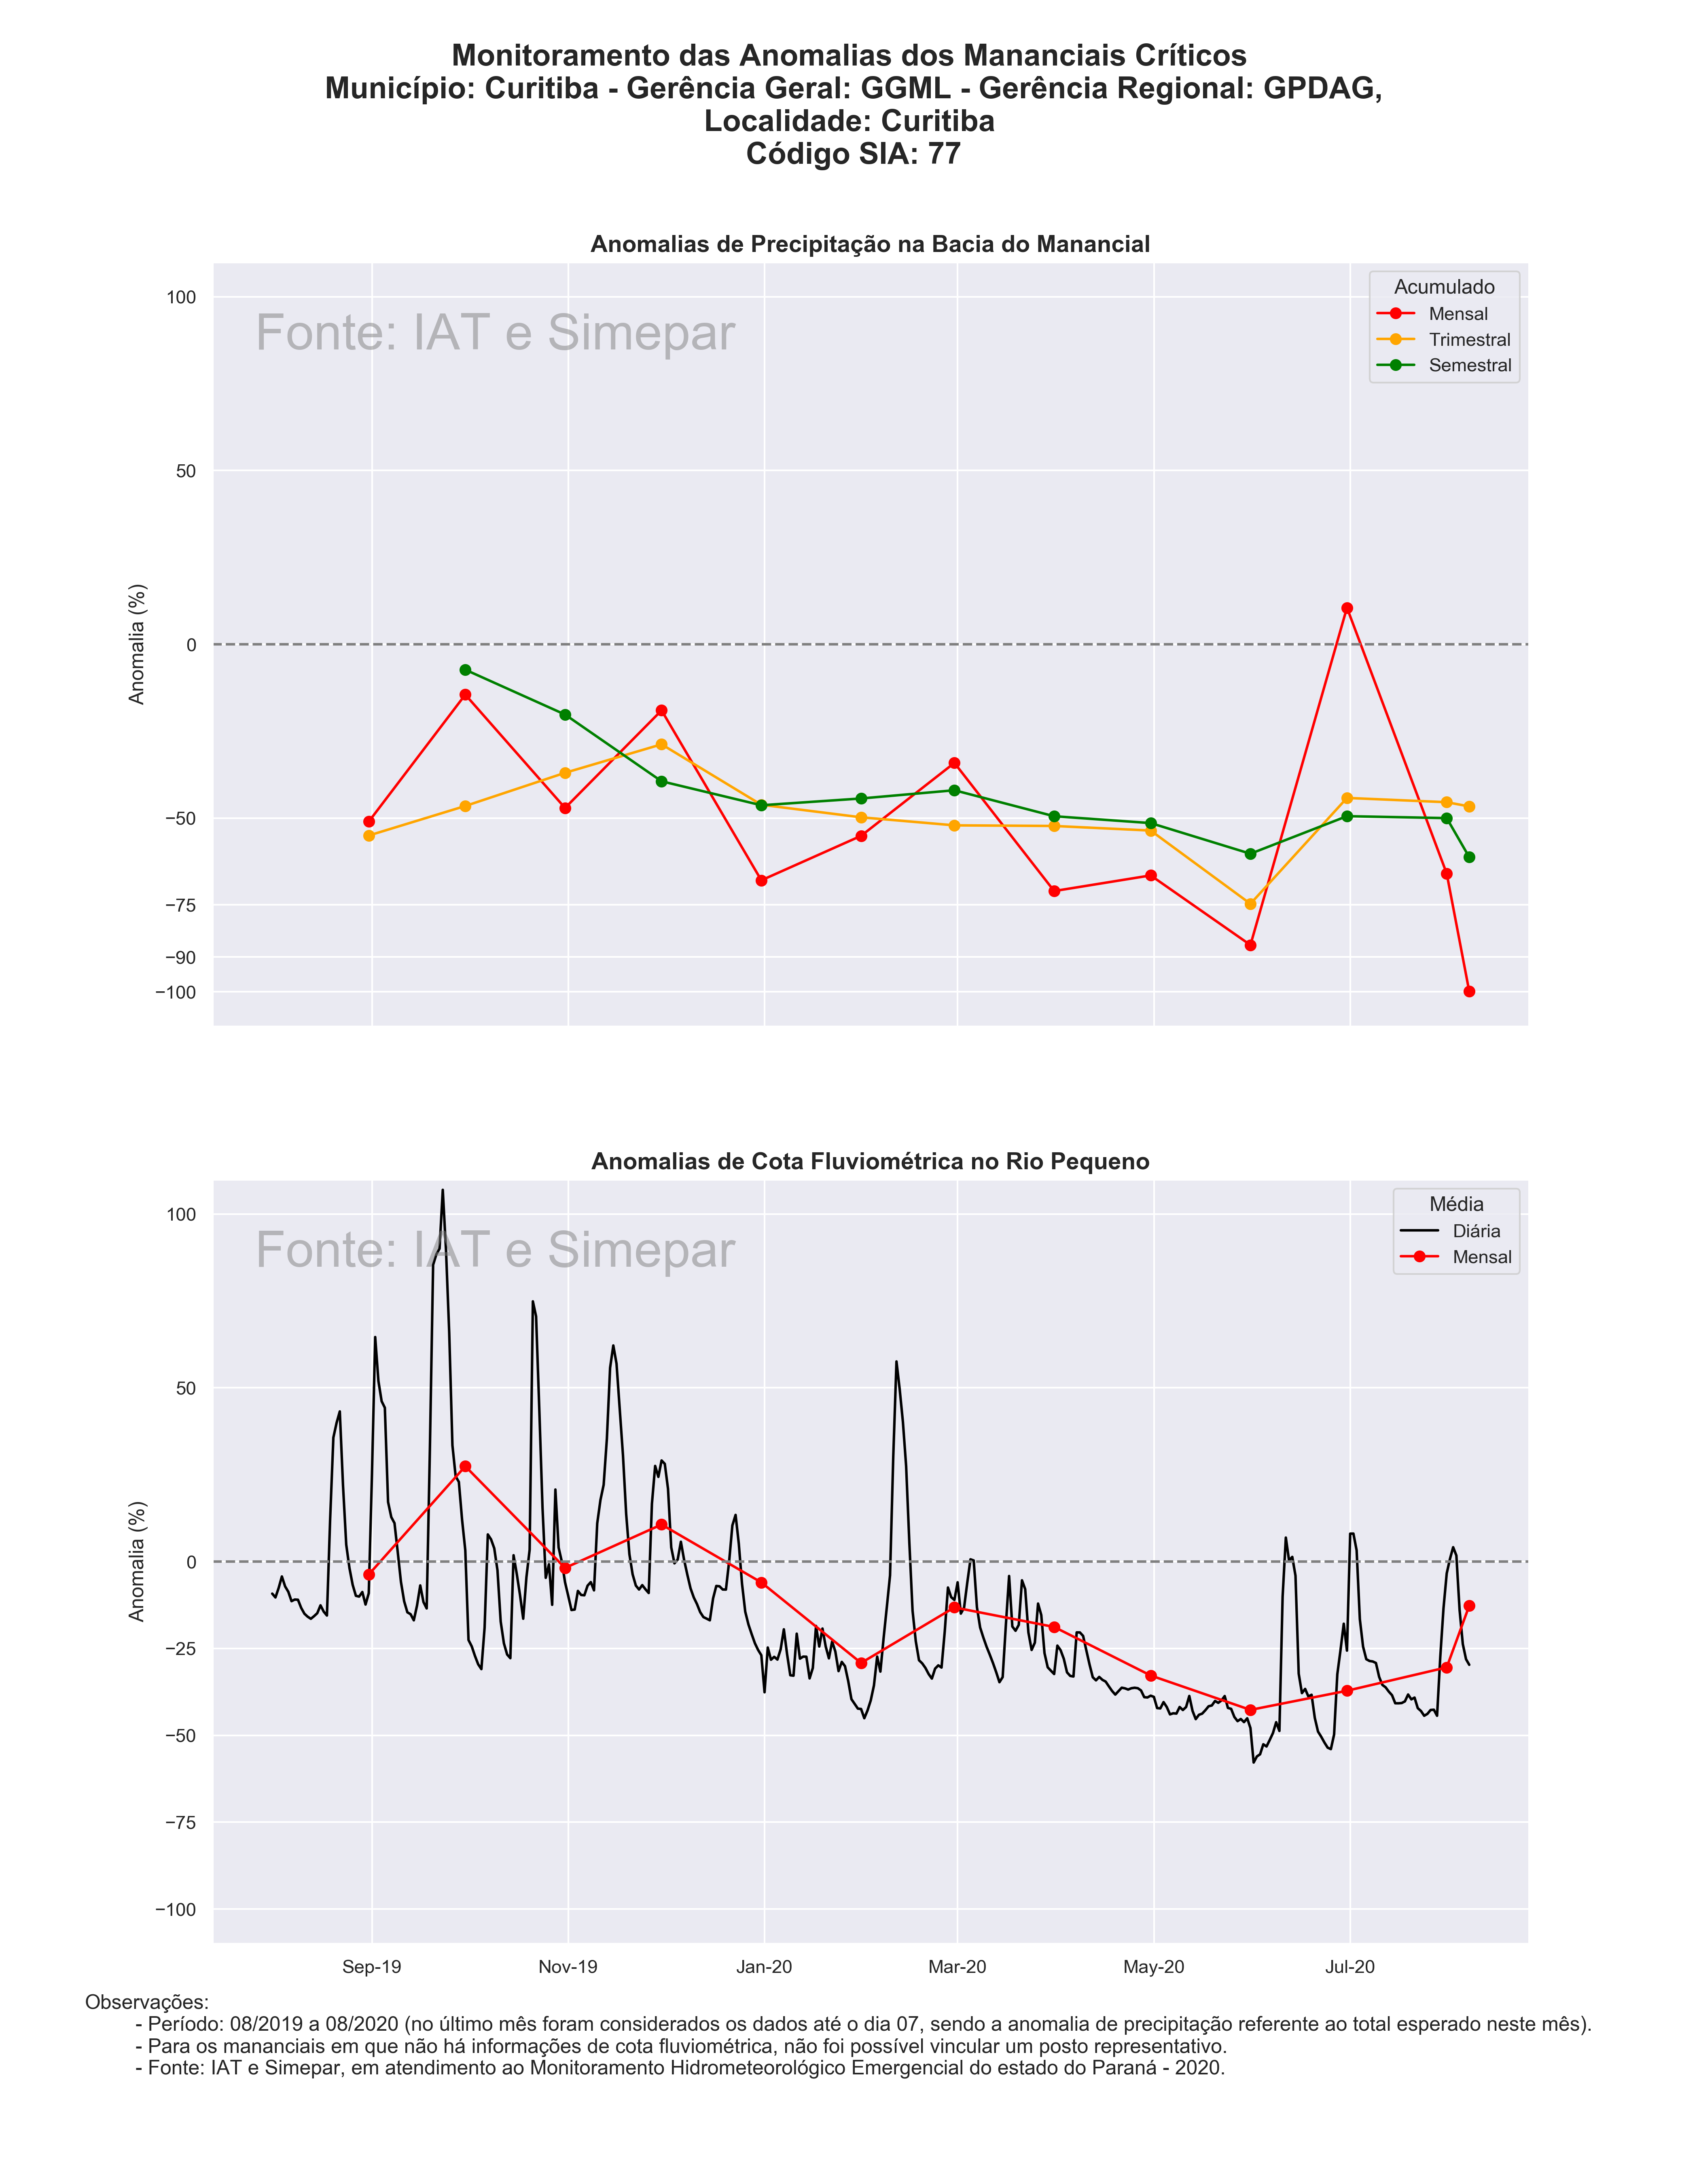 Monitoramento das Anomalias dos Mananciais Críticos
Município: Curitiba - Gerência Geral: GGML - Gerência Regional: GPDAG,
Localidade: Curitiba
Código SIA: 77
Anomalias de Precipitação na Bacia do Manancial
Fonte: IAT e Simepar
Acumulado
Mensal
Trimestral
Semestral
Anomalia (%)
100
50
0
−50
−75
−90
−100
Anomalias de Cota Fluviométrica no Rio Pequeno
Fonte: IAT e Simepar
Média
Diária
Mensal
Anomalia (%)
100
50
0
−25
−50
−75
−100
Sep-19 Nov-19 Jan-20 Mar-20 May-20 Jul-20
Observações:
- Período: 08/2019 a 08/2020 (no último mês foram considerados os dados até o dia 07, sendo a anomalia de precipitação referente ao total esperado neste mês).
- Para os mananciais em que não há informações de cota fluviométrica, não foi possível vincular um posto representativo.
- Fonte: IAT e Simepar, em atendimento ao Monitoramento Hidrometeorológico Emergencial do estado do Paraná - 2020.